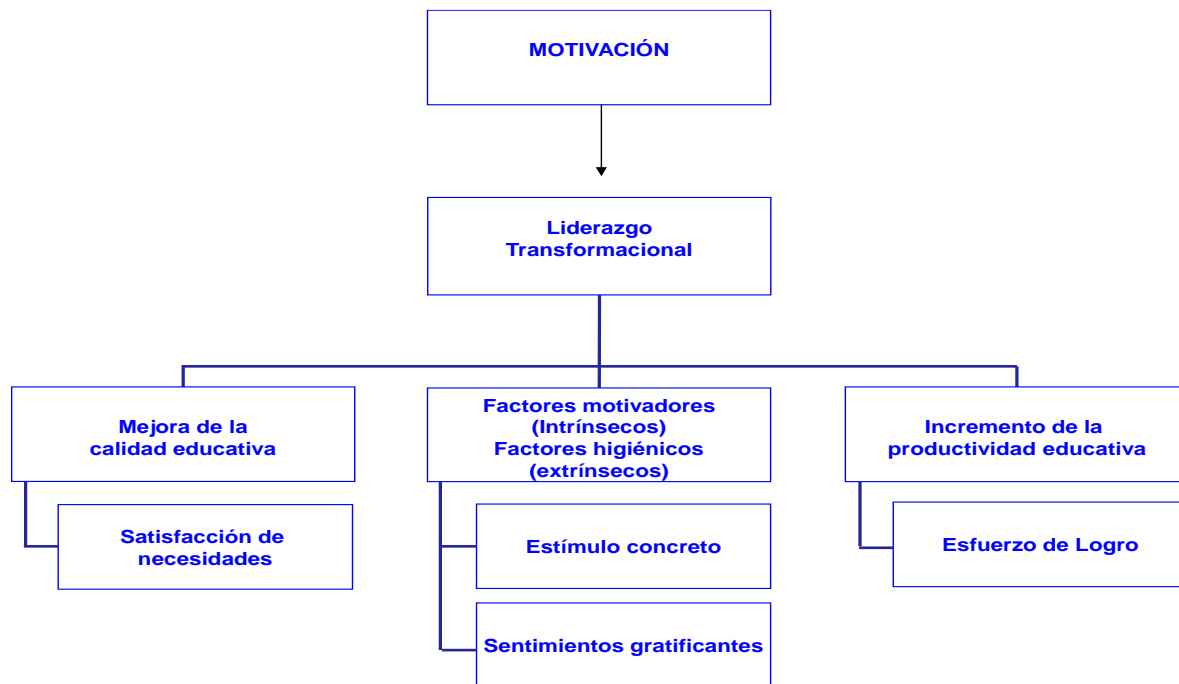 MOTIVACIÓN
Liderazgo
Transformacional
Mejora de la
calidad educativa
Factores motivadores
(Intrínsecos)
Factores higiénicos
(extrínsecos)
Incremento de la
productividad educativa
Satisfacción de
necesidades
Estímulo concreto
Esfuerzo de Logro
Sentimientos gratificantes